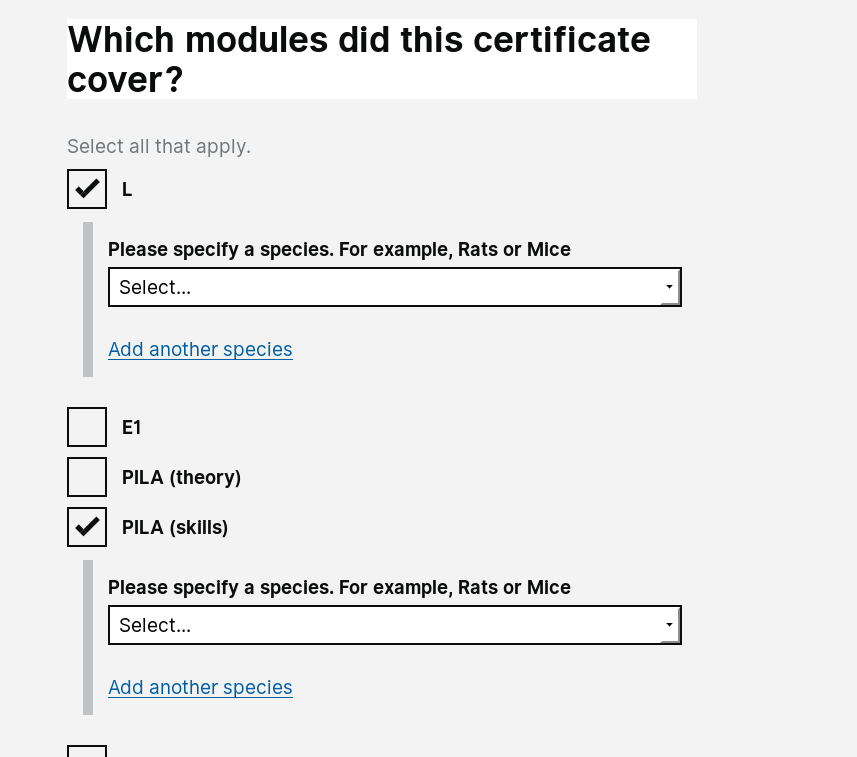 Which modules did this certificate
cover?
Select all that apply.
L
Please specify a species. For example, Rats or Mice
Select...
Add another species
E1
PILA (theory)
PILA (skills)
Please specify a species. For example, Rats or Mice
Select...
Add another species